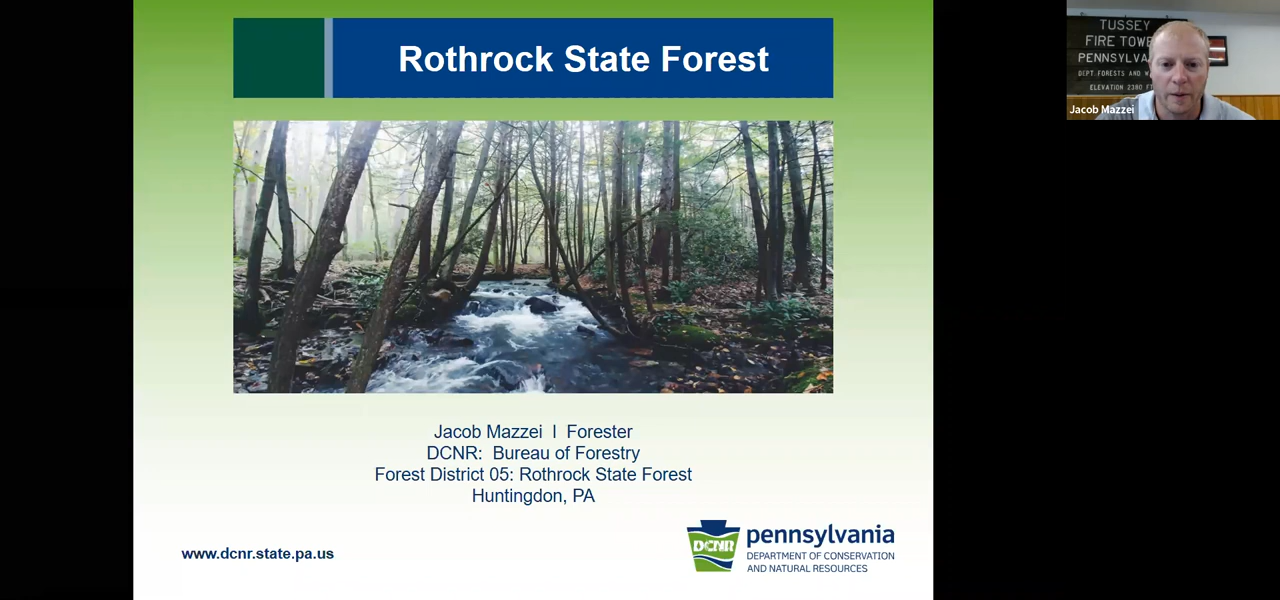 Rothrock State Forest
Jacob Mazzei | Forester
DCNR: Bureau of Forestry
Forest District 05: Rothrock State Forest
Huntingdon, PA
www.dcnr.state.pa.us
DCNR
pennsylvania
DEPARTMENT OF CONSERVATION
AND NATURAL RESOURCES
TUSSEY
FIRE
PENNSYLVA
DEPT. FORESTS AND
ELEVATION 2380
Jacob Mazzei